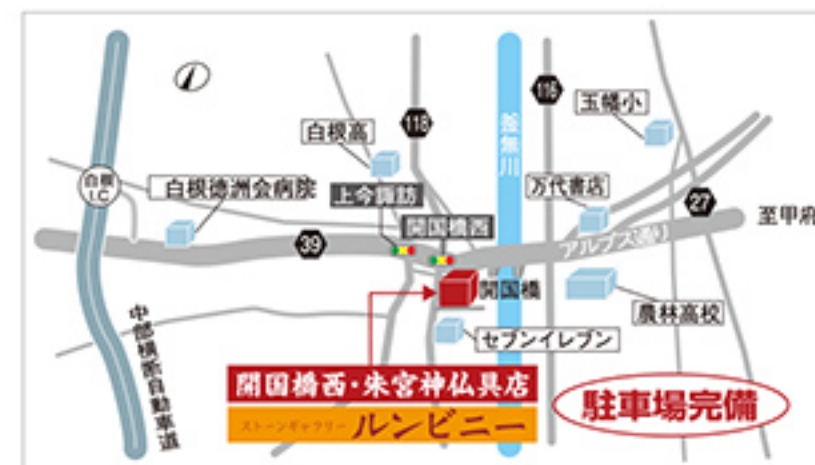 118
116
玉幡小
白根高
釜無川
白根
I.C
白根徳洲会病院
上今諏訪
万代書店
27
開国橋西
至甲府
39
アルプス通り
開国橋
農林高校
セブンイレブン
中部横断自動車道
開国橋西・朱宮神仏具店
ストーンギャラリー ルンビニー
駐車場完備